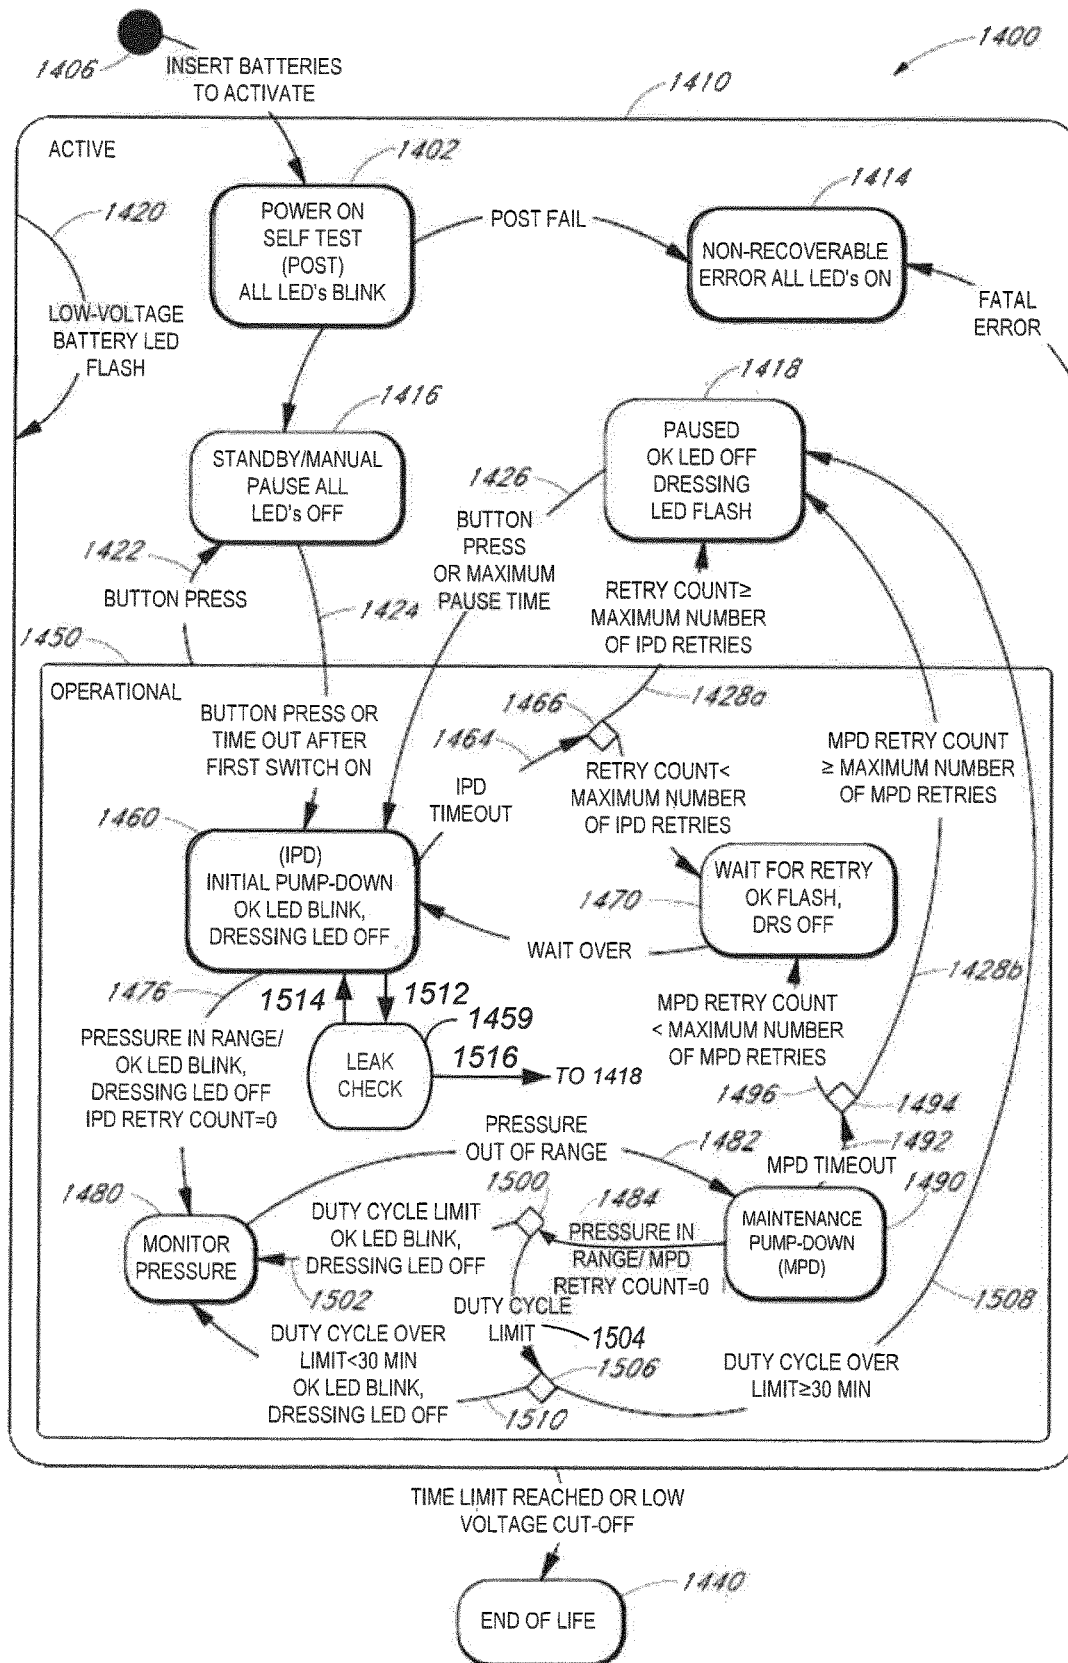 1400
1406
INSERT BATTERIES
TO ACTIVATE
1410
ACTIVE
1402
POWER ON
SELF TEST
(POST)
ALL LED's BLINK
POST FAIL
1414
NON-RECOVERABLE
ERROR ALL LED's ON
FATAL
ERROR
1420
LOW-VOLTAGE
BATTERY LED
FLASH
1416
STANDBY/MANUAL
PAUSE ALL
LED's OFF
1418
PAUSED
OK LED OFF
DRESSING
LED FLASH
1426
BUTTON
PRESS
OR MAXIMUM
PAUSE TIME
1422
BUTTON PRESS
1424
RETRY COUNT≥
MAXIMUM NUMBER
OF IPD RETRIES
1450
OPERATIONAL
BUTTON PRESS OR
TIME OUT AFTER
FIRST SWITCH ON
1464
1466
1428a
IPD
TIMEOUT
RETRY COUNT<
MAXIMUM NUMBER
OF IPD RETRIES
MPD RETRY COUNT
≥ MAXIMUM NUMBER
OF MPD RETRIES
1460
(IPD)
INITIAL PUMP-DOWN
OK LED BLINK,
DRESSING LED OFF
1470
WAIT FOR RETRY
OK FLASH,
DRS OFF
WAIT OVER
1428b
1476
1514
1512
1459
LEAK
CHECK
1516
TO 1418
PRESSURE IN RANGE/
OK LED BLINK,
DRESSING LED OFF
IPD RETRY COUNT=0
MPD RETRY COUNT
< MAXIMUM NUMBER
OF MPD RETRIES
1496
1494
1492
MPD TIMEOUT
1490
PRESSURE
OUT OF RANGE
1482
1480
MONITOR
PRESSURE
1500
1484
DUTY CYCLE LIMIT
OK LED BLINK,
DRESSING LED OFF
1502
PRESSURE IN
RANGE/ MPD
RETRY COUNT=0
MAINTENANCE
PUMP-DOWN
(MPD)
1508
DUTY CYCLE
LIMIT
1504
1506
DUTY CYCLE OVER
LIMIT<30 MIN
OK LED BLINK,
DRESSING LED OFF
1510
DUTY CYCLE OVER
LIMIT≥30 MIN
TIME LIMIT REACHED OR LOW
VOLTAGE CUT-OFF
1440
END OF LIFE